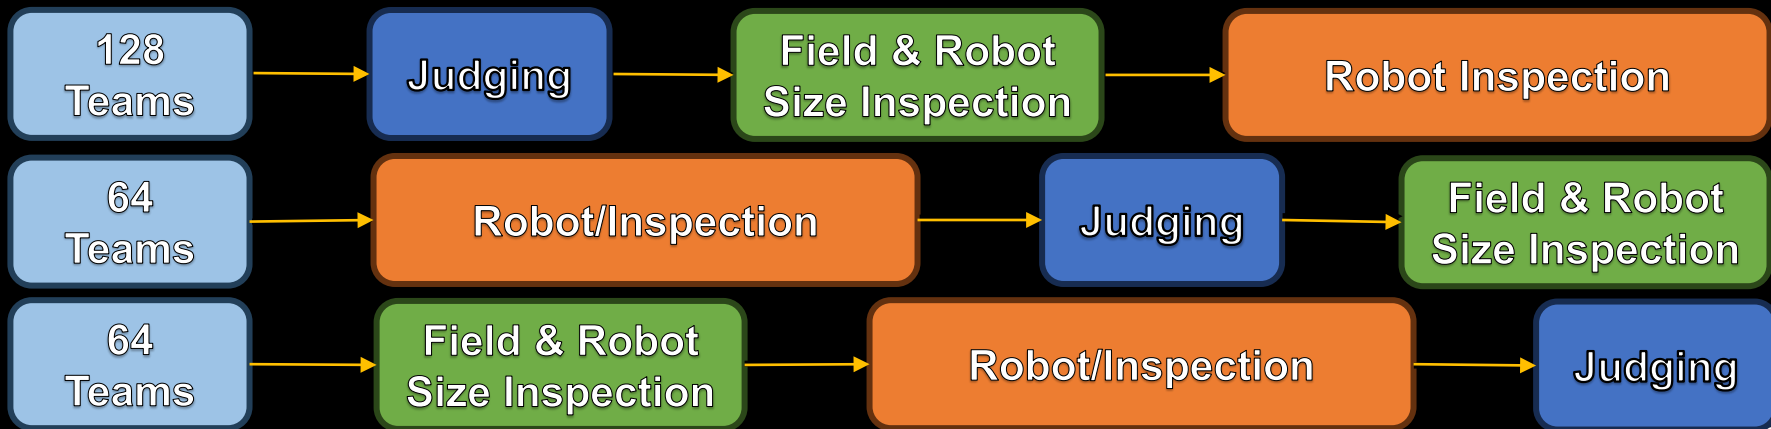 128
Teams
Judging
Field & Robot
Size Inspection
Robot Inspection
64
Teams
Robot/Inspection
Judging
Field & Robot
Size Inspection
64
Teams
Field & Robot
Size Inspection
Robot/Inspection
Judging